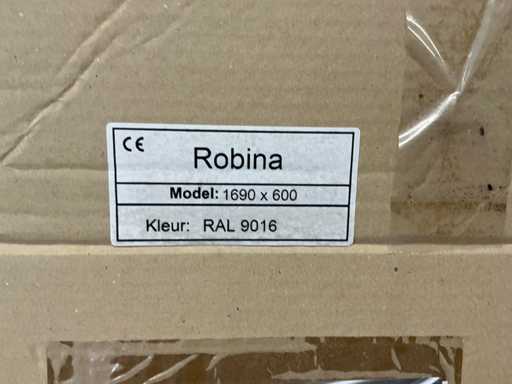 CE
Robina
Model: 1690 x 600
Kleur: RAL 9016